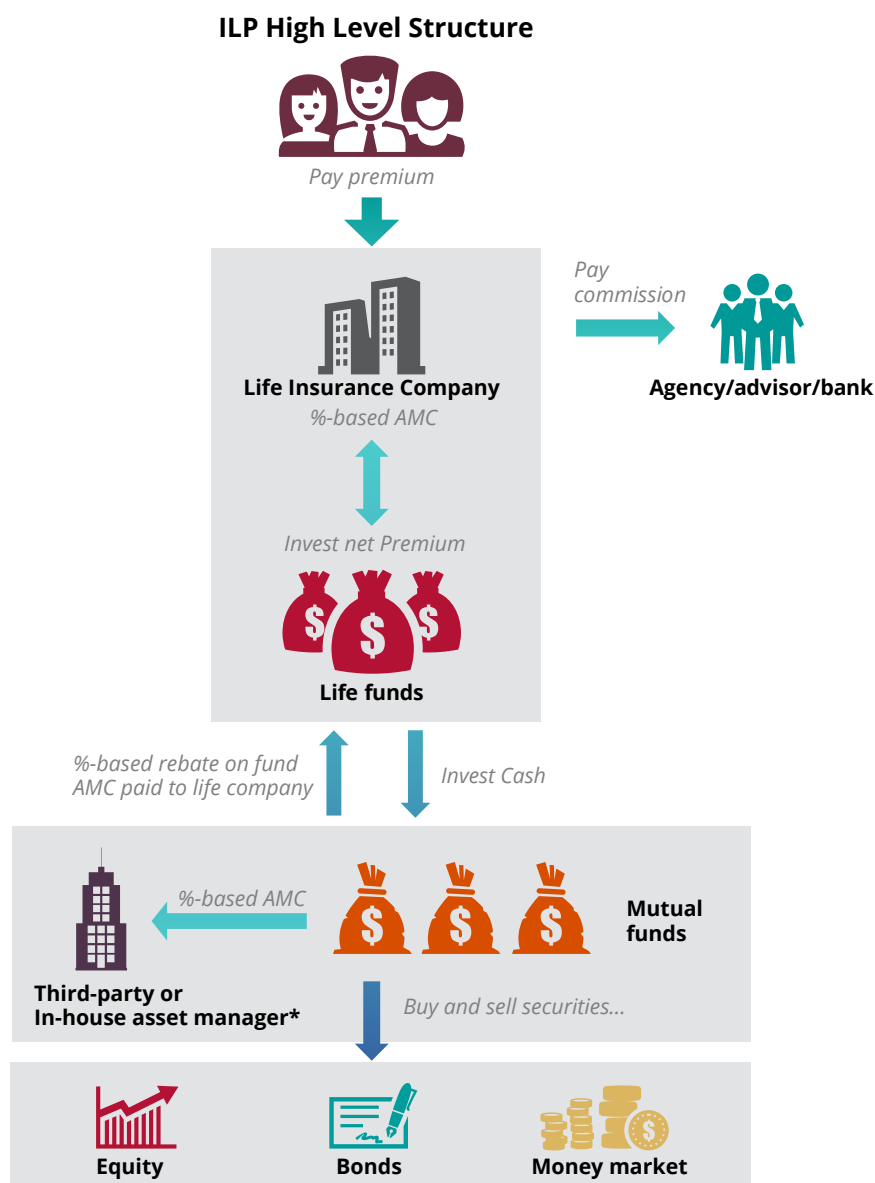 ILP High Level Structure
Pay premium
Pay
commission
Life Insurance Company
Agency/advisor/bank
%-based AMC
Invest net Premium
$ $ $
Life funds
%-based rebate on fund
AMC paid to life company
Invest Cash
%-based AMC
$ $ $
Mutual
funds
Third-party or
In-house asset manager*
Buy and sell securities...
$
Equity
Bonds
Money market